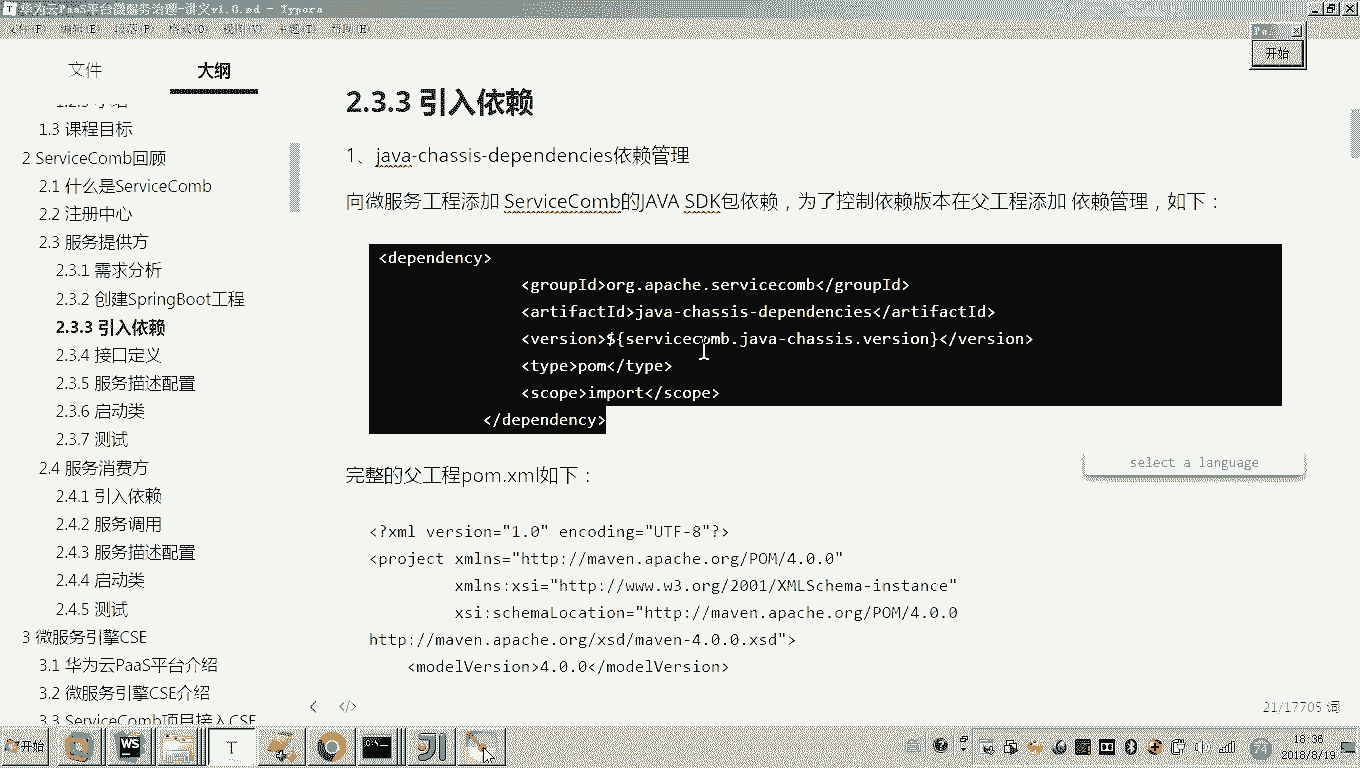 华为云PaaS平台微服务治理-讲义v1.0.md - Typora
文件(F) 编辑(E) 段落(P) 格式(O) 视图(V) 主题(T) 帮助(H)
开始
文件
大纲
1.3 课程目标
2 ServiceComb回顾
2.1 什么是ServiceComb
2.2 注册中心
2.3 服务提供方
2.3.1 需求分析
2.3.2 创建SpringBoot工程
2.3.3 引入依赖
2.3.4 接口定义
2.3.5 服务描述配置
2.3.6 启动类
2.3.7 测试
2.4 服务消费方
2.4.1 引入依赖
2.4.2 服务调用
2.4.3 服务描述配置
2.4.4 启动类
2.4.5 测试
3 微服务引擎CSE
3.1 华为云PaaS平台介绍
3.2 微服务引擎CSE介绍
3.3 ServiceComb项目接入CSE
2.3.3 引入依赖
1、java-chassis-dependencies依赖管理
向微服务工程添加 ServiceComb的JAVA SDK包依赖，为了控制依赖版本在父工程添加 依赖管理，如下：
<dependency>
<groupId>org.apache.servicecomb</groupId>
<artifactId>java-chassis-dependencies</artifactId>
<version>${servicecomb.java-chassis.version}</version>
<type>pom</type>
<scope>import</scope>
</dependency>
select a language
完整的父工程pom.xml如下：
<?xml version="1.0" encoding="UTF-8"?>
<project xmlns="http://maven.apache.org/POM/4.0.0"
xmlns:xsi="http://www.w3.org/2001/XMLSchema-instance"
xsi:schemaLocation="http://maven.apache.org/POM/4.0.0
http://maven.apache.org/xsd/maven-4.0.0.xsd">
<modelVersion>4.0.0</modelVersion>
21/17705 词
开始
WS
T
74
18:36
2018/8/19